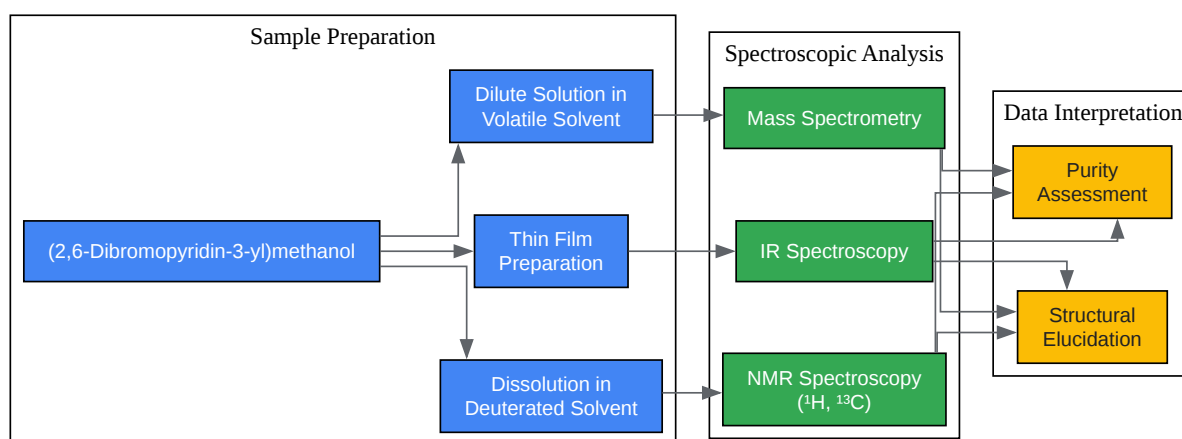 Sample Preparation
(2,6-Dibromopyridin-3-yl)methanol
Dilute Solution in
Volatile Solvent
Thin Film
Preparation
Dissolution in
Deuterated Solvent
Spectroscopic Analysis
Mass Spectrometry
IR Spectroscopy
NMR Spectroscopy
(¹H, ¹³C)
Data Interpretation
Purity
Assessment
Structural
Elucidation